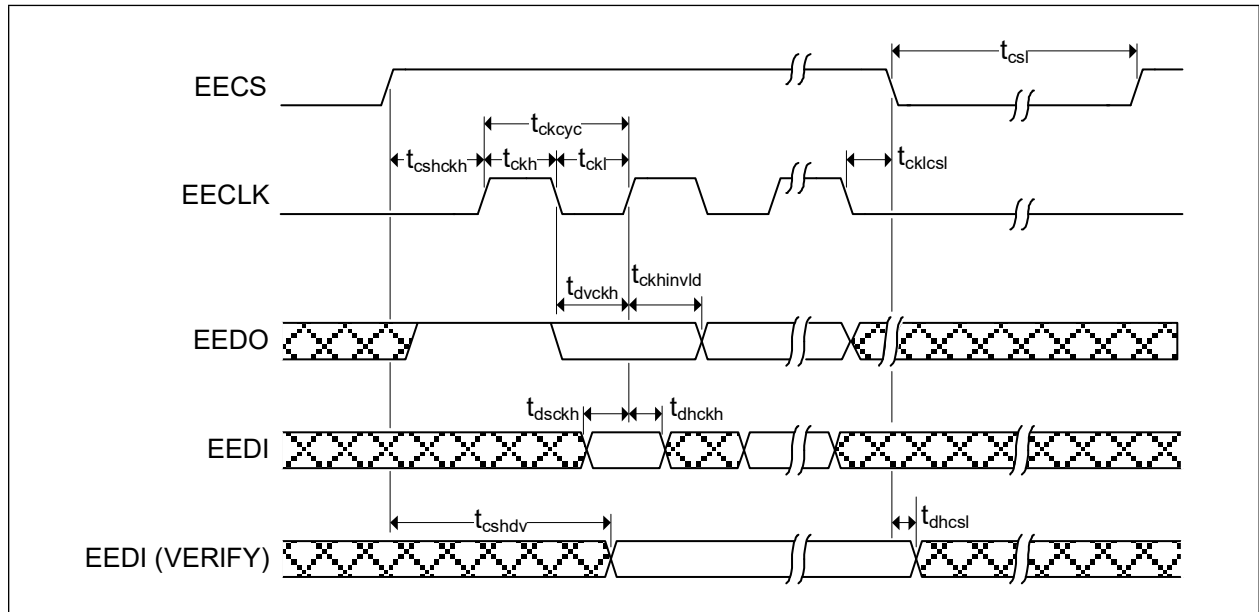 t_csl
EECS
t_ckcyc
t_cshckh t_ckh t_ckl t_cklcsl
EECLK
t_dvckh t_ckhinvld
EEDO
t_dsckh t_dhckh
EEDI
t_cshdv t_dhcsl
EEDI (VERIFY)